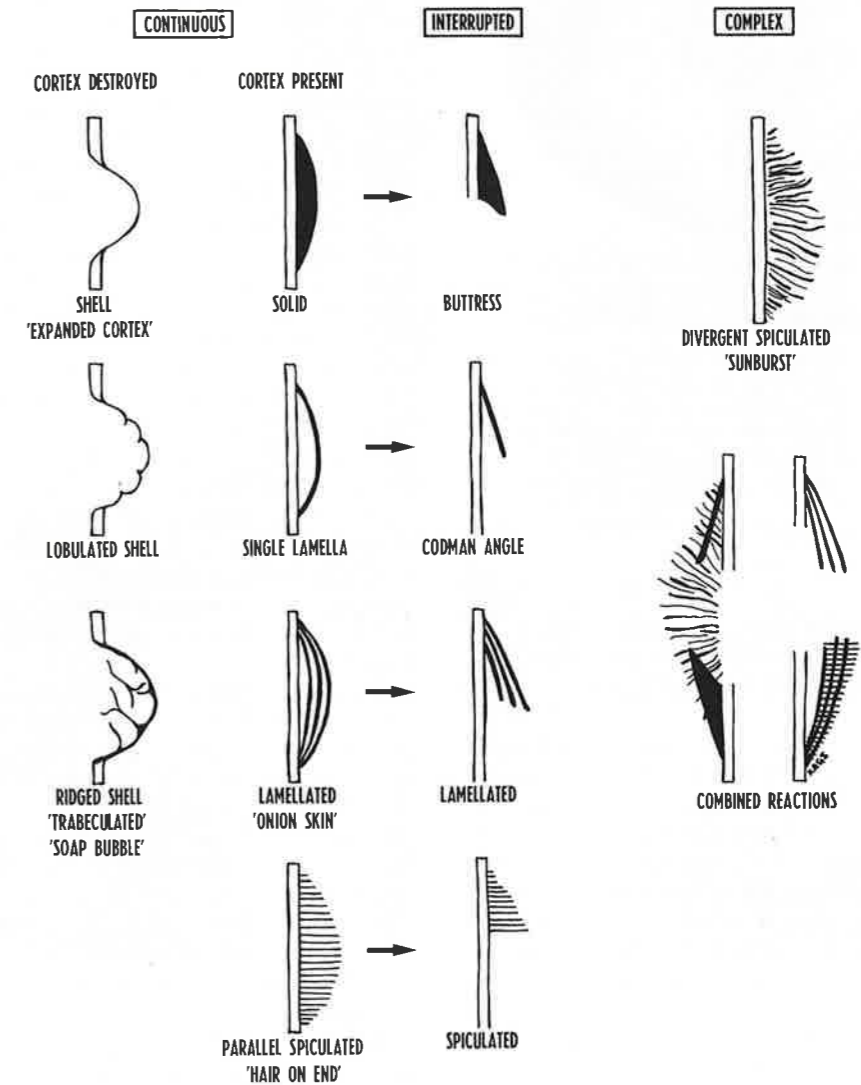 CONTINUOUS
INTERRUPTED
COMPLEX
CORTEX DESTROYED
CORTEX PRESENT
SHELL
'EXPANDED CORTEX'
SOLID
BUTTRESS
DIVERGENT SPICULATED
'SUNBURST'
LOBULATED SHELL
SINGLE LAMELLA
CODMAN ANGLE
RIDGED SHELL
'TRABECULATED'
'SOAP BUBBLE'
LAMELLATED
'ONION SKIN'
LAMELLATED
COMBINED REACTIONS
PARALLEL SPICULATED
'HAIR ON END'
SPICULATED